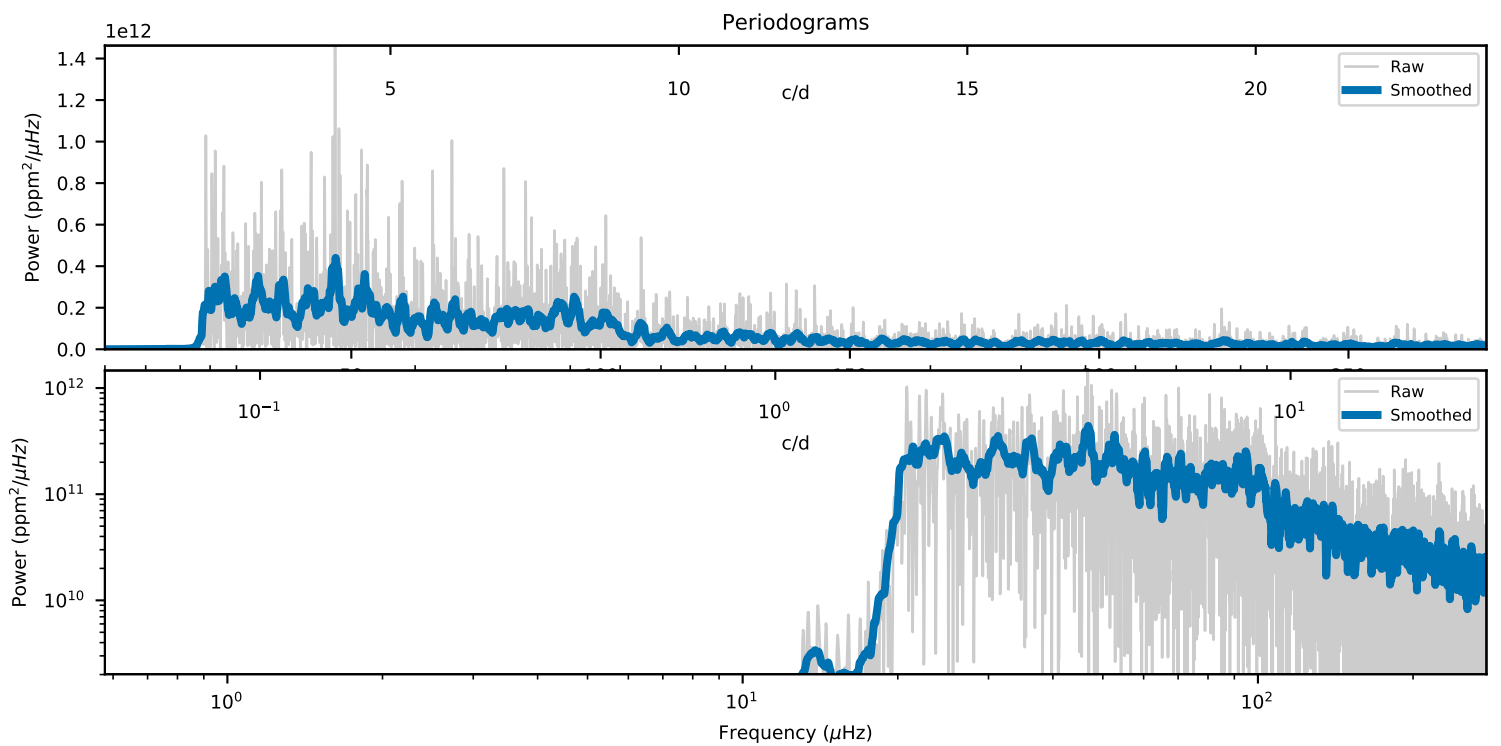 Periodograms
1e12
1.4
1.2
1.0
0.8
0.6
0.4
0.2
0.0
Power (ppm²/μHz)
5 10 15 20
c/d
Raw
Smoothed
10¹²
10¹¹
10¹⁰
Power (ppm²/μHz)
10⁻¹ 10⁰ 10¹
c/d
Raw
Smoothed
10⁰ 10¹ 10²
Frequency (μHz)